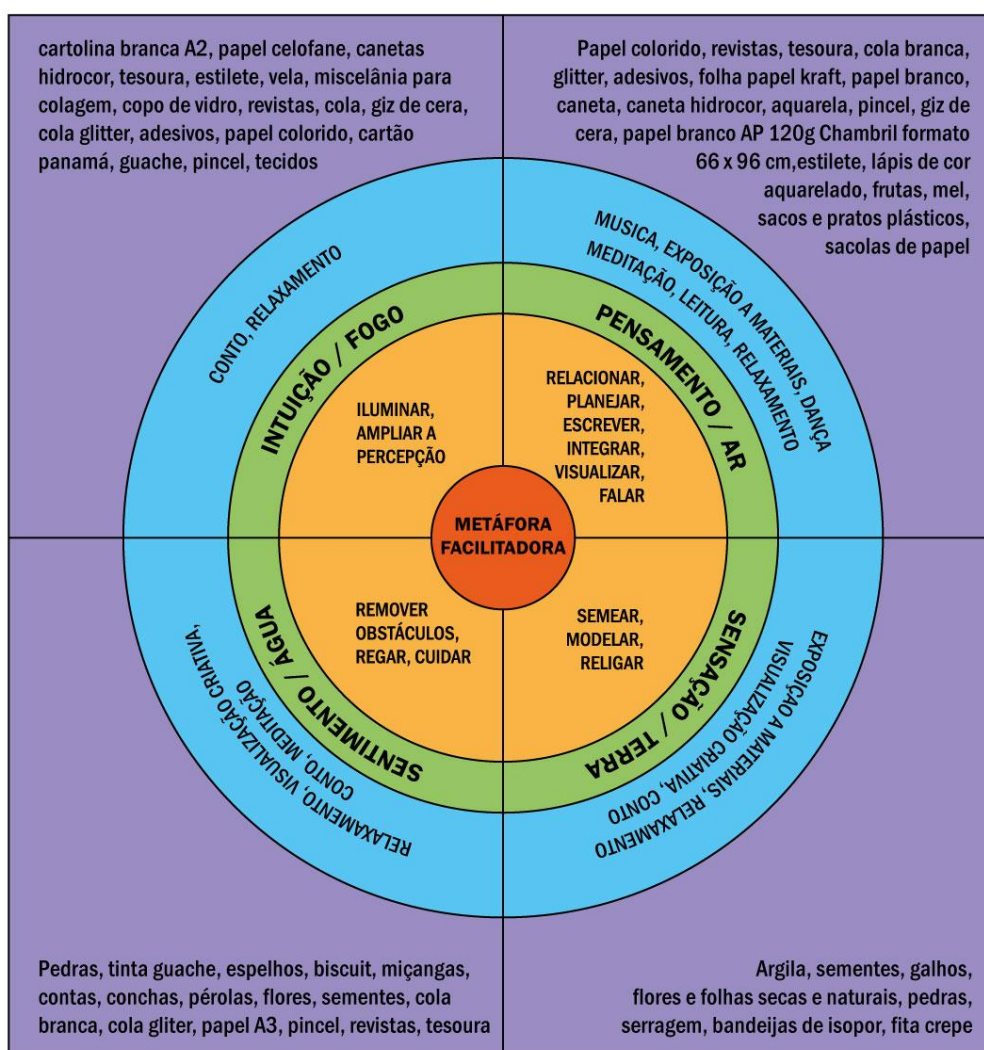 cartolina branca A2, papel celofane, canetas
hidrocor, tesoura, estilete, vela, miscelânia para
colagem, copo de vidro, revistas, cola, giz de cera,
cola glitter, adesivos, papel colorido, cartão
panamá, guache, pincel, tecidos
Papel colorido, revistas, tesoura, cola branca,
glitter, adesivos, folha papel kraft, papel branco,
caneta, caneta hidrocor, aquarela, pincel, giz de
cera, papel branco AP 120g Chambril formato
66 x 96 cm,estilete, lápis de cor
aquarelado, frutas, mel,
sacos e pratos plásticos,
sacolas de papel
CONTO, RELAXAMENTO
MUSICA, EXPOSIÇÃO A MATERIAIS, DANÇA
MEDITAÇÃO, LEITURA, RELAXAMENTO
INTUIÇÃO / FOGO
PENSAMENTO / AR
ILUMINAR,
AMPLIAR A
PERCEPÇÃO
RELACIONAR,
PLANEJAR,
ESCREVER,
INTEGRAR,
VISUALIZAR,
FALAR
METÁFORA
FACILITADORA
REMOVER
OBSTÁCULOS,
REGAR, CUIDAR
SEMEAR,
MODELAR,
RELIGAR
SENTIMENTO / ÁGUA
SENSAÇÃO / TERRA
RELAXAMENTO, VISUALIZAÇÃO CRIATIVA,
CONTO, MEDITAÇÃO
EXPOSIÇÃO A MATERIAIS, RELAXAMENTO
VISUALIZAÇÃO CRIATIVA, CONTO
Pedras, tinta guache, espelhos, biscuit, miçangas,
contas, conchas, pérolas, flores, sementes, cola
branca, cola gliter, papel A3, pincel, revistas, tesoura
Argila, sementes, galhos,
flores e folhas secas e naturais, pedras,
serragem, bandeijas de isopor, fita crepe